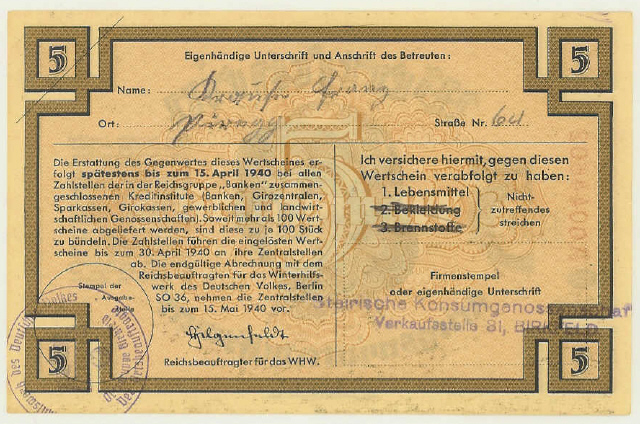 5 5
Eigenhändige Unterschrift und Anschrift des Betreuten:
Name: Franz
Ort: Straße Nr. 64
Die Erstattung des Gegenwertes dieses Wertscheines er-
folgt spätestens bis zum 15. April 1940 bei allen
Zahlstellen der in der Reichsgruppe „Banken" zusammen-
geschlossenen Kreditinstitute (Banken, Girozentralen,
Sparkassen, Girokassen, gewerblichen und landwirt-
schaftlichen Genossenschaften). Soweit mehr als 100 Wert-
scheine abgeliefert werden, sind diese zu je 100 Stück
zu bündeln. Die Zahlstellen führen die eingelösten Wert-
scheine bis zum 30. April 1940 an ihre Zentralstellen
ab. Die endgültige Abrechnung mit dem
Reichsbeauftragten für das Winterhilfs-
werk des Deutschen Volkes, Berlin
SO 36, nehmen die Zentralstellen
bis zum 15. Mai 1940 vor.
Stempel der
Ausgabe-
stelle
Hilgenfeldt
Reichsbeauftragter für das WHW.
Ich versichere hiermit, gegen diesen
Wertschein verabfolgt zu haben:
1. Lebensmittel
2. Bekleidung
3. Brennstoffe
Nicht-
zutreffendes
streichen
Firmenstempel
oder eigenhändige Unterschrift
Steirische Konsumgenossenschaft
Verkaufsstelle 31, BIRKFELD
5 5